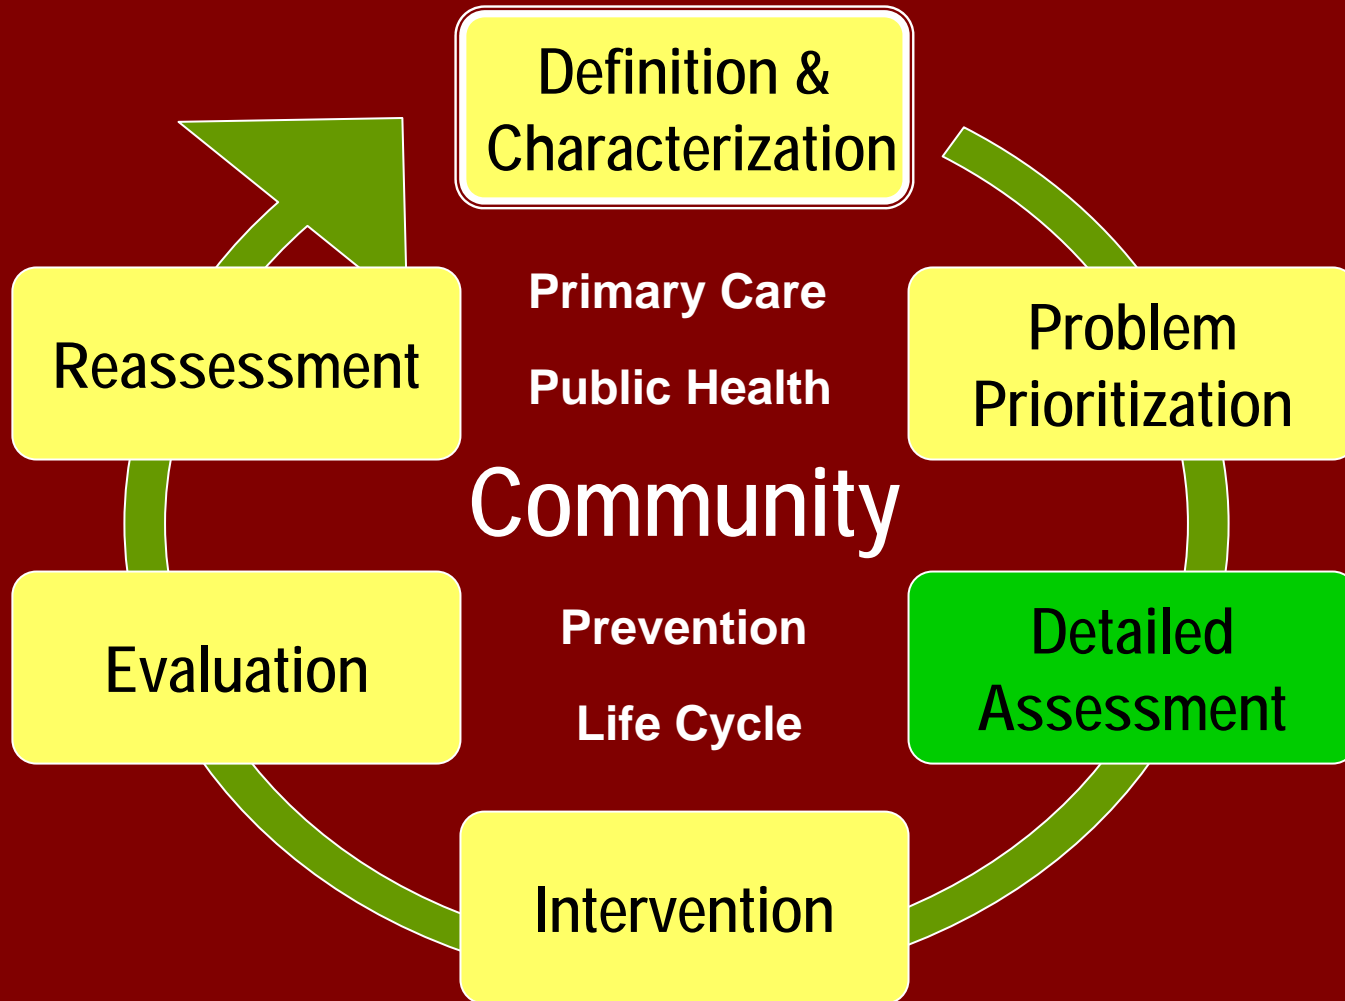 Definition &
Characterization
Primary Care
Public Health
Reassessment
Problem
Prioritization
Community
Prevention
Life Cycle
Evaluation
Detailed
Assessment
Intervention